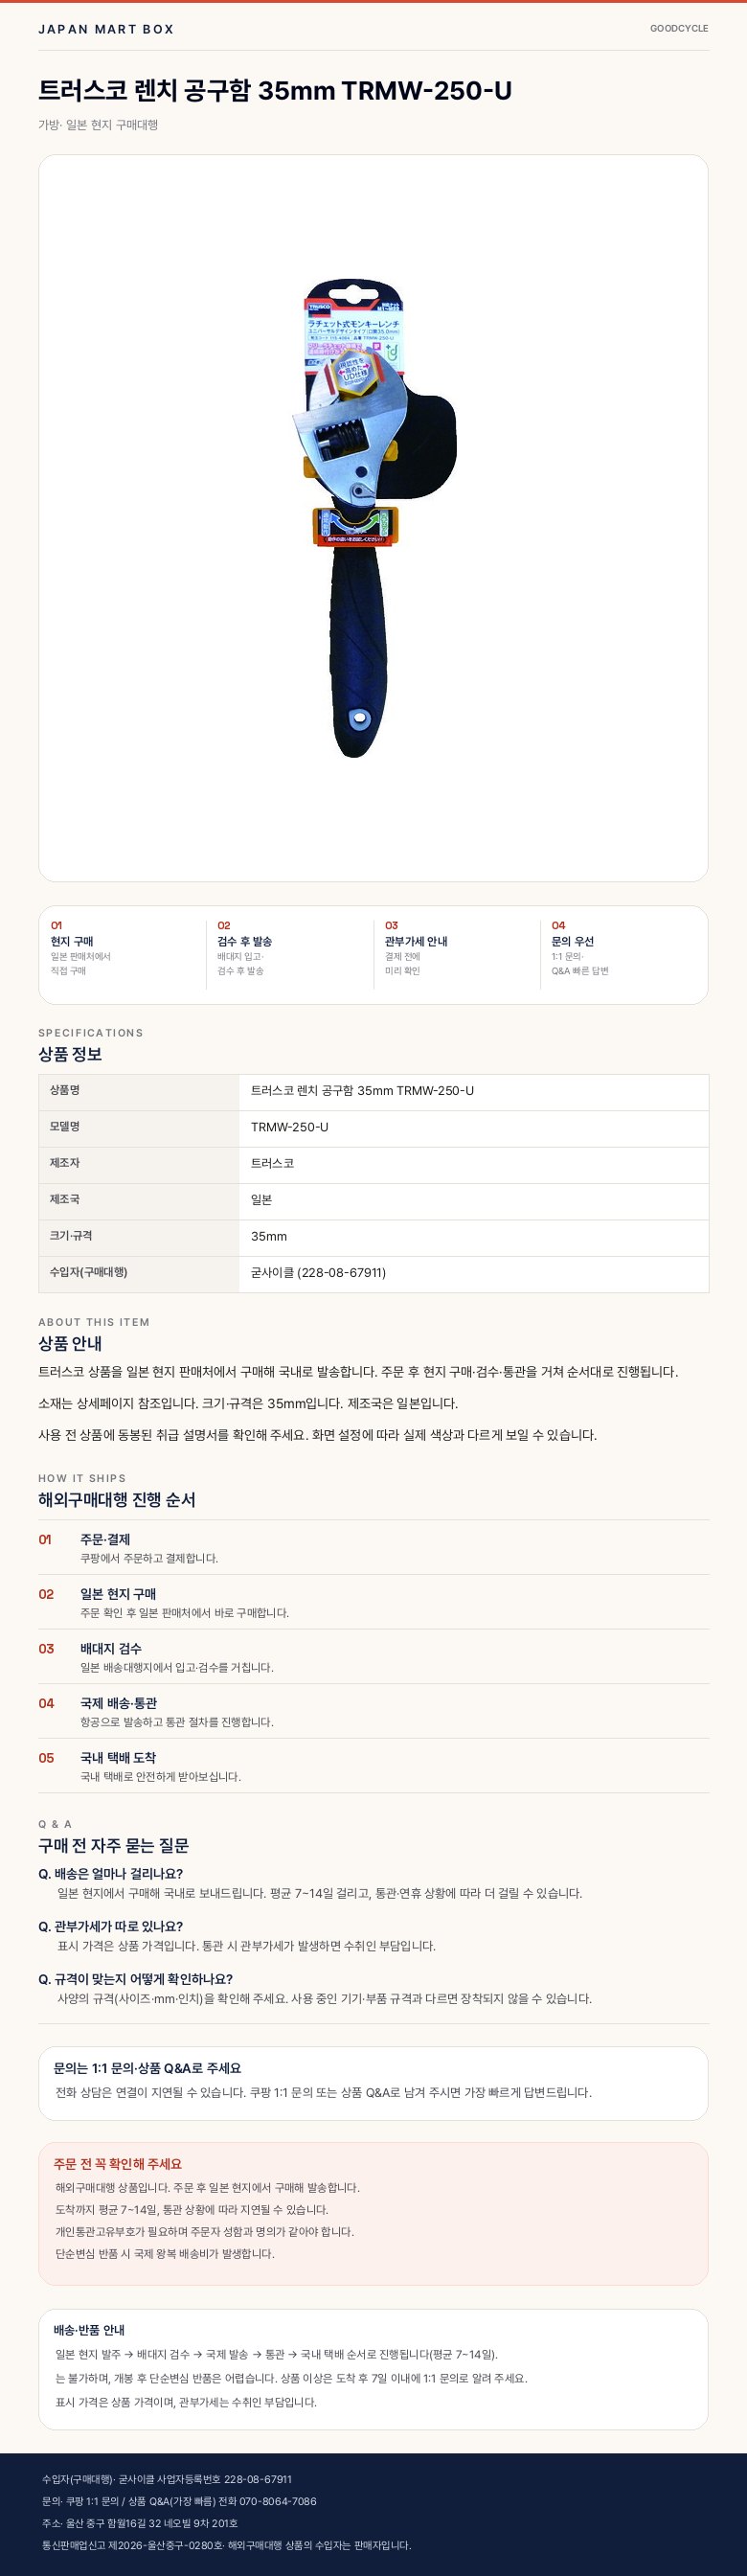 JAPAN MART BOX
GOODCYCLE
트러스코 렌치 공구함 35mm TRMW-250-U
가방· 일본 현지 구매대행
TRUSCO
ラチェット式モンキーレンチ
01
현지 구매
일본 판매처에서
직접 구매
02
검수 후 발송
배대지 입고·
검수 후 발송
03
관부가세 안내
결제 전에
미리 확인
04
문의 우선
1:1 문의·
Q&A 빠른 답변
SPECIFICATIONS
상품 정보
상품명 트러스코 렌치 공구함 35mm TRMW-250-U
모델명 TRMW-250-U
제조자 트러스코
제조국 일본
크기·규격 35mm
수입자(구매대행) 굳사이클 (228-08-67911)
ABOUT THIS ITEM
상품 안내
트러스코 상품을 일본 현지 판매처에서 구매해 국내로 발송합니다. 주문 후 현지 구매·검수·통관을 거쳐 순서대로 진행됩니다.
소재는 상세페이지 참조입니다. 크기·규격은 35mm입니다. 제조국은 일본입니다.
사용 전 상품에 동봉된 취급 설명서를 확인해 주세요. 화면 설정에 따라 실제 색상과 다르게 보일 수 있습니다.
HOW IT SHIPS
해외구매대행 진행 순서
01 주문·결제
쿠팡에서 주문하고 결제합니다.
02 일본 현지 구매
주문 확인 후 일본 판매처에서 바로 구매합니다.
03 배대지 검수
일본 배송대행지에서 입고·검수를 거칩니다.
04 국제 배송·통관
항공으로 발송하고 통관 절차를 진행합니다.
05 국내 택배 도착
국내 택배로 안전하게 받아보십니다.
Q & A
구매 전 자주 묻는 질문
Q. 배송은 얼마나 걸리나요?
일본 현지에서 구매해 국내로 보내드립니다. 평균 7~14일 걸리고, 통관·연휴 상황에 따라 더 걸릴 수 있습니다.
Q. 관부가세가 따로 있나요?
표시 가격은 상품 가격입니다. 통관 시 관부가세가 발생하면 수취인 부담입니다.
Q. 규격이 맞는지 어떻게 확인하나요?
사양의 규격(사이즈·mm·인치)을 확인해 주세요. 사용 중인 기기·부품 규격과 다르면 장착되지 않을 수 있습니다.
문의는 1:1 문의·상품 Q&A로 주세요
전화 상담은 연결이 지연될 수 있습니다. 쿠팡 1:1 문의 또는 상품 Q&A로 남겨 주시면 가장 빠르게 답변드립니다.
주문 전 꼭 확인해 주세요
해외구매대행 상품입니다. 주문 후 일본 현지에서 구매해 발송합니다.
도착까지 평균 7~14일, 통관 상황에 따라 지연될 수 있습니다.
개인통관고유부호가 필요하며 주문자 성함과 명의가 같아야 합니다.
단순변심 반품 시 국제 왕복 배송비가 발생합니다.
배송·반품 안내
일본 현지 발주 → 배대지 검수 → 국제 발송 → 통관 → 국내 택배 순서로 진행됩니다(평균 7~14일).
는 불가하며, 개봉 후 단순변심 반품은 어렵습니다. 상품 이상은 도착 후 7일 이내에 1:1 문의로 알려 주세요.
표시 가격은 상품 가격이며, 관부가세는 수취인 부담입니다.
수입자(구매대행)· 굳사이클 사업자등록번호 228-08-67911
문의· 쿠팡 1:1 문의 / 상품 Q&A(가장 빠름) 전화 070-8064-7086
주소· 울산 중구 함월16길 32 네오빌 9차 201호
통신판매업신고 제2026-울산중구-0280호· 해외구매대행 상품의 수입자는 판매자입니다.